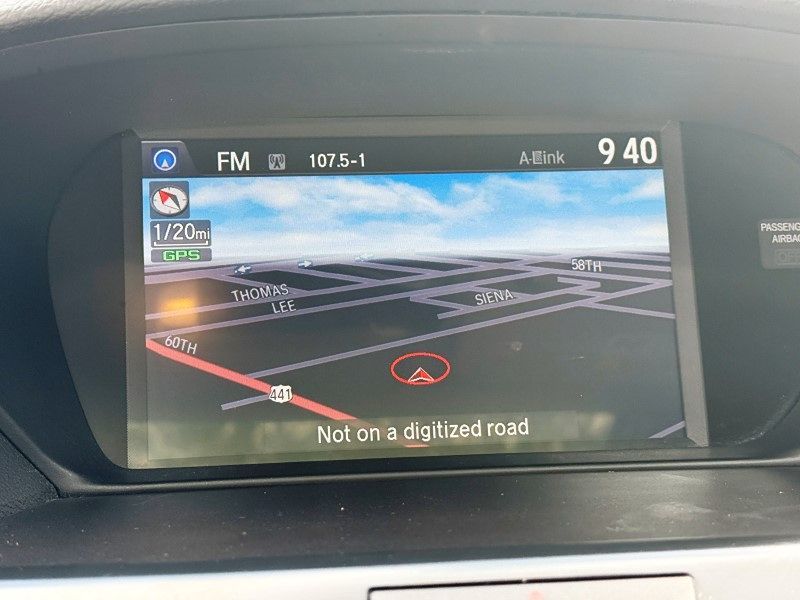 FM 107.5-1 A-Link 9 40
1/20mi
GPS
58TH
THOMAS
SIENA
LEE
60TH
441
Not on a digitized road
AIRBAG
OFF